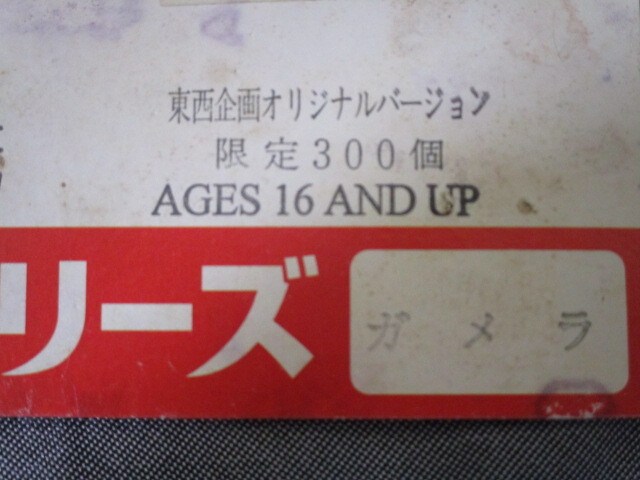 東西企画オリジナルバージョン
限定300個
AGES 16 AND UP
リーズ
ガメラ